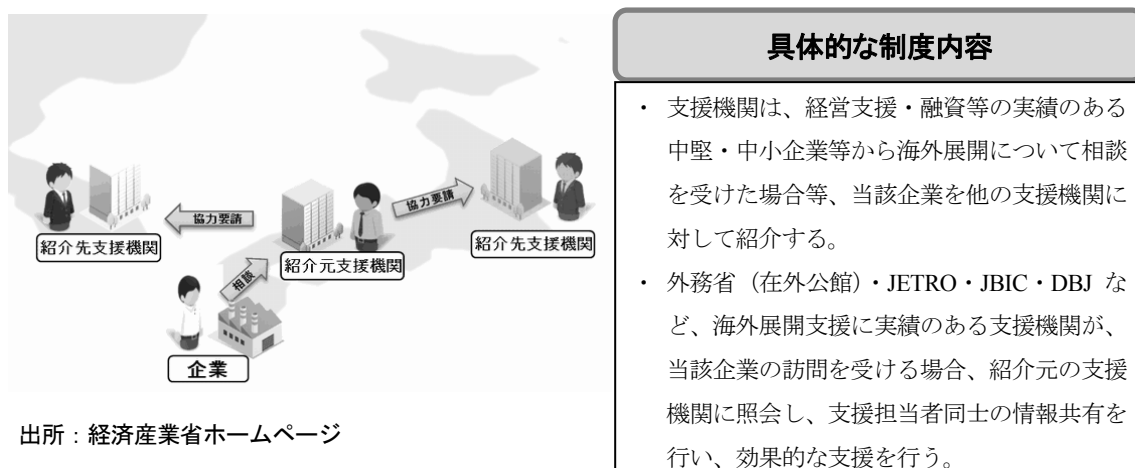 協力要請
協力要請
紹介先支援機関
紹介元支援機関
紹介先支援機関
相談
企業
出所：経済産業省ホームページ
具体的な制度内容
・ 支援機関は、経営支援・融資等の実績のある
中堅・中小企業等から海外展開について相談
を受けた場合等、当該企業を他の支援機関に
対して紹介する。
・ 外務省（在外公館）・JETRO・JBIC・DBJ な
ど、海外展開支援に実績のある支援機関が、
当該企業の訪問を受ける場合、紹介元の支援
機関に照会し、支援担当者同士の情報共有を
行い、効果的な支援を行う。